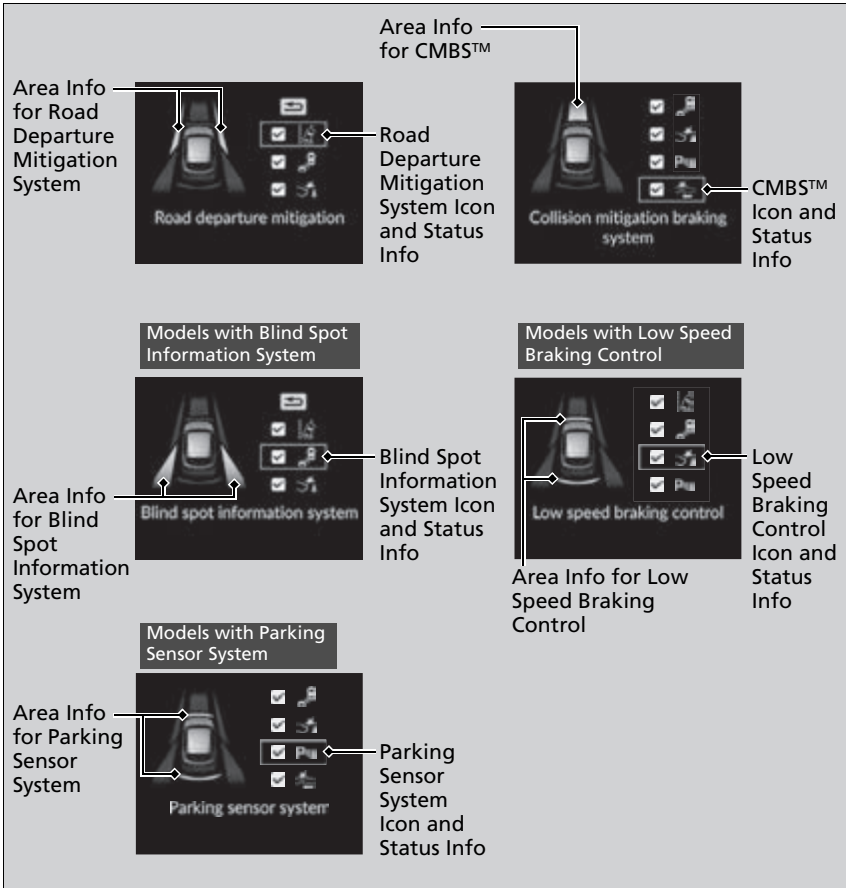 Area Info
for CMBS™
Area Info
for Road
Departure
Mitigation
System
Road
Departure
Mitigation
System Icon
and Status
Info
Road departure mitigation
CMBS™
Icon and
Status
Info
Collision mitigation braking
system
Models with Blind Spot
Information System
Models with Low Speed
Braking Control
Blind Spot
Information
System Icon
and Status
Info
Area Info
for Blind
Spot
Information
System
Blind spot information system
Low
Speed
Braking
Control
Icon and
Status
Info
Low speed braking control
Area Info for Low
Speed Braking
Control
Models with Parking
Sensor System
Area Info
for Parking
Sensor
System
Parking
Sensor
System
Icon and
Status Info
Parking sensor system